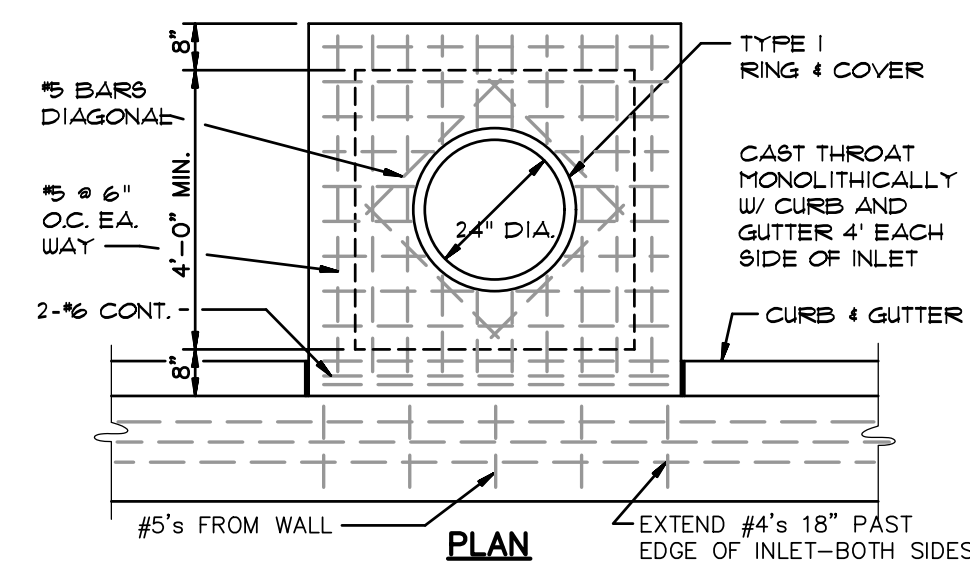 8"
TYPE 1
RING & COVER
#5 BARS
DIAGONAL
CAST THROAT
MONOLITHICALLY
W/ CURB AND
GUTTER 4' EACH
SIDE OF INLET
#5 @ 6"
O.C. EA.
WAY
4'-0" MIN.
24" DIA.
2-#6 CONT.
CURB & GUTTER
8"
#5's FROM WALL
EXTEND #4's 18" PAST
EDGE OF INLET-BOTH SIDES
PLAN